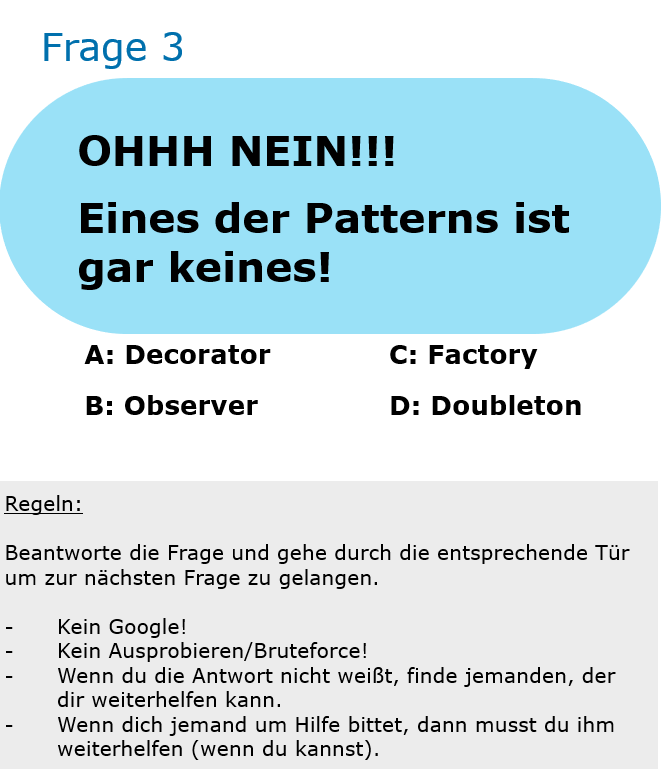 Frage 3
OHHH NEIN!!!
Eines der Patterns ist
gar keines!
A: Decorator
C: Factory
B: Observer
D: Doubleton
Regeln:
Beantworte die Frage und gehe durch die entsprechende Tür
um zur nächsten Frage zu gelangen.
- Kein Google!
- Kein Ausprobieren/Bruteforce!
- Wenn du die Antwort nicht weißt, finde jemanden, der
dir weiterhelfen kann.
- Wenn dich jemand um Hilfe bittet, dann musst du ihm
weiterhelfen (wenn du kannst).